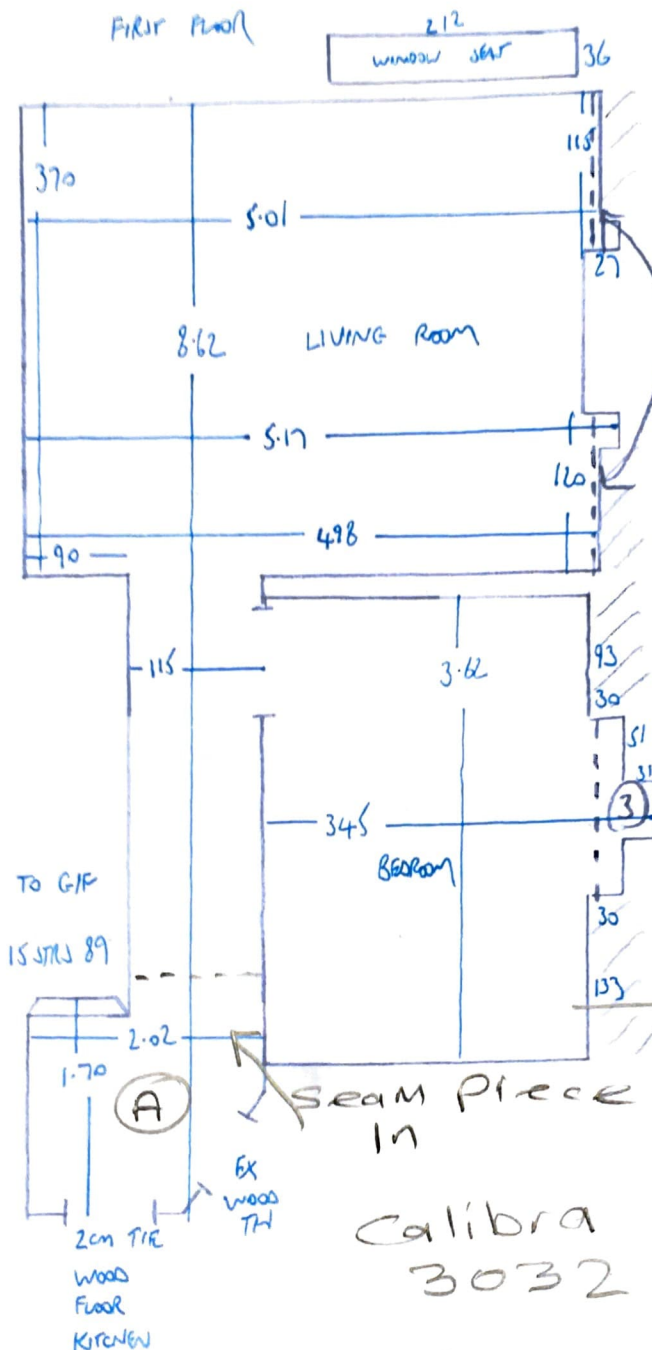 FIRST FLOOR
212
WINDOW SEAT
36
115
370
5.01
27
8.62
LIVING ROOM
5.17
120
498
90
115
3.62
93
30
51
31
3
345
BEDROOM
TO G/F
15 STRS 89
30
133
2.02
1.70
A
Seam Piece
In
EX
WOOD
2cm
WOOD
FLOOR
KITCHEN
Calibra
3032